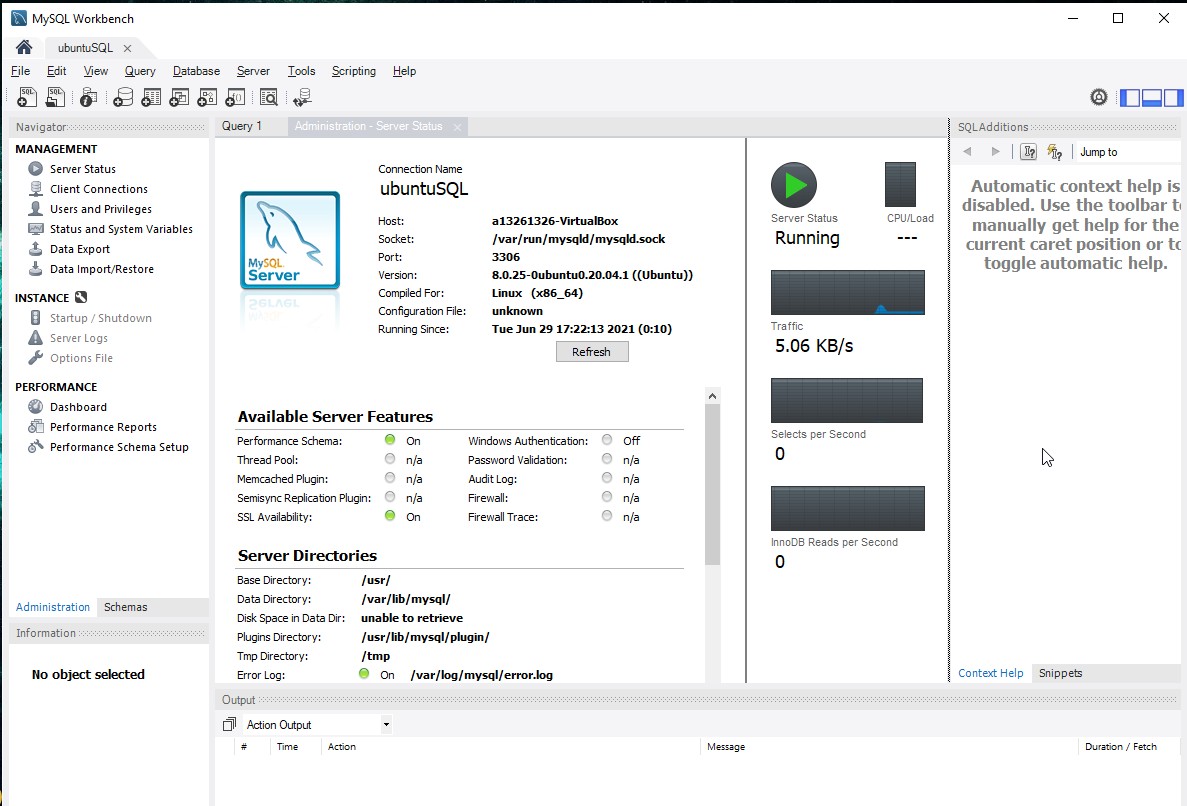 MySQL Workbench
ubuntuSQL
File Edit View Query Database Server Tools Scripting Help
SQL SQL
Navigator
MANAGEMENT
Server Status
Client Connections
Users and Privileges
Status and System Variables
Data Export
Data Import/Restore
INSTANCE
Startup / Shutdown
Server Logs
Options File
PERFORMANCE
Dashboard
Performance Reports
Performance Schema Setup
Administration Schemas
Information
No object selected
Query 1 Administration - Server Status
MySQL
Server
Connection Name
ubuntuSQL
Host: a13261326-VirtualBox
Socket: /var/run/mysqld/mysqld.sock
Port: 3306
Version: 8.0.25-0ubuntu0.20.04.1 ((Ubuntu))
Compiled For: Linux (x86_64)
Configuration File: unknown
Running Since: Tue Jun 29 17:22:13 2021 (0:10)
Refresh
Available Server Features
Performance Schema: On Windows Authentication: Off
Thread Pool: n/a Password Validation: n/a
Memcached Plugin: n/a Audit Log: n/a
Semisync Replication Plugin: n/a Firewall: n/a
SSL Availability: On Firewall Trace: n/a
Server Directories
Base Directory: /usr/
Data Directory: /var/lib/mysql/
Disk Space in Data Dir: unable to retrieve
Plugins Directory: /usr/lib/mysql/plugin/
Tmp Directory: /tmp
Error Log: On /var/log/mysql/error.log
Server Status CPU/Load
Running ---
Traffic
5.06 KB/s
Selects per Second
0
InnoDB Reads per Second
0
SQLAdditions
Jump to
Automatic context help is
disabled. Use the toolbar to
manually get help for the
current caret position or to
toggle automatic help.
Context Help Snippets
Output
Action Output
# Time Action Message Duration / Fetch